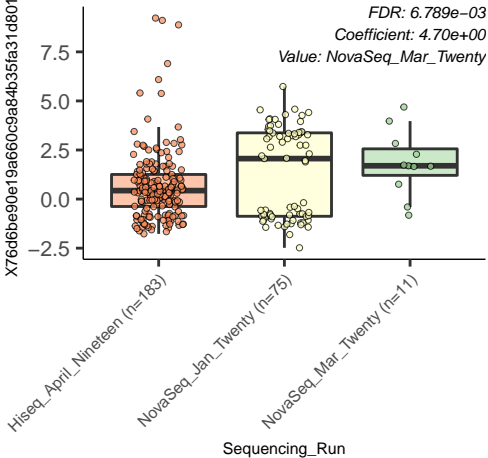 FDR: 6.789e−03
Coefficient: 4.70e+00
Value: NovaSeq_Mar_Twenty
X76d6be90e19a660c9a84b35fa31d801
7.5
5.0
2.5
0.0
−2.5
Hiseq_April_Nineteen (n=183)
NovaSeq_Jan_Twenty (n=75)
NovaSeq_Mar_Twenty (n=11)
Sequencing_Run